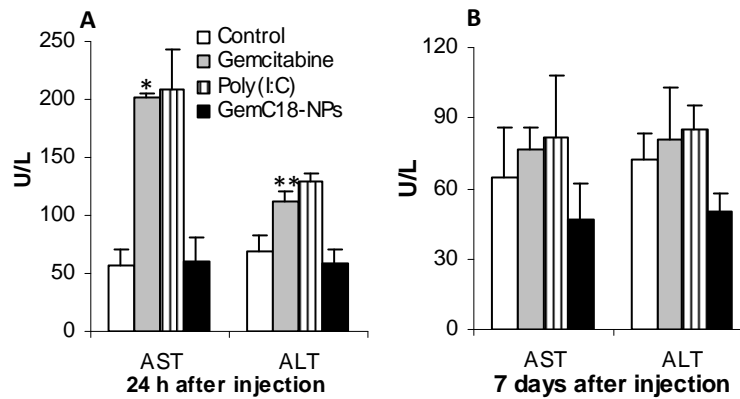 A
250
200
150
100
50
0
U/L
*
**
Control
Gemcitabine
Poly(I:C)
GemC18-NPs
AST ALT
24 h after injection
B
120
90
60
30
0
U/L
AST ALT
7 days after injection